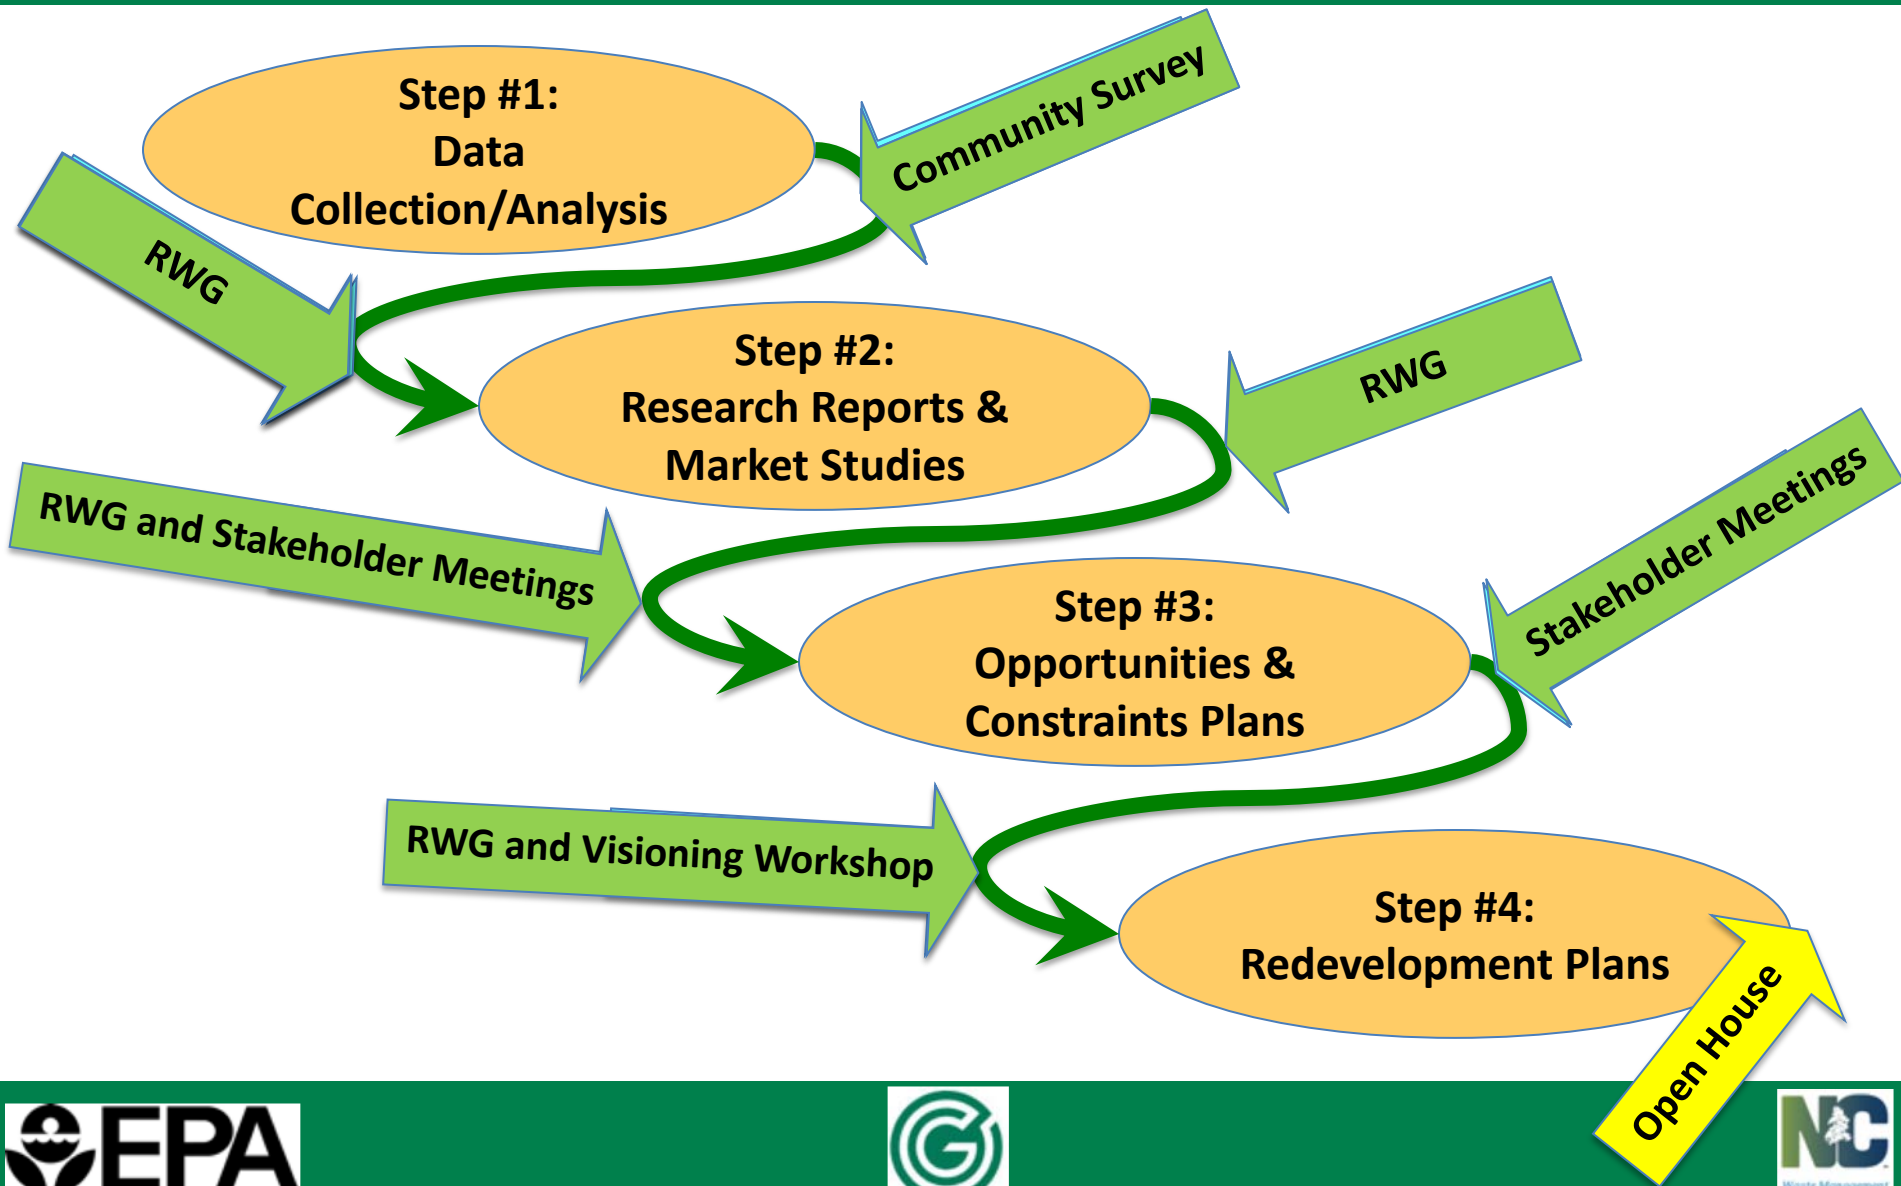 Step #1:
Data
Collection/Analysis
Community Survey
RWG
Step #2:
Research Reports &
Market Studies
RWG
RWG and Stakeholder Meetings
Step #3:
Opportunities &
Constraints Plans
Stakeholder Meetings
RWG and Visioning Workshop
Step #4:
Redevelopment Plans
Open House
EPA
NC
Waste Management